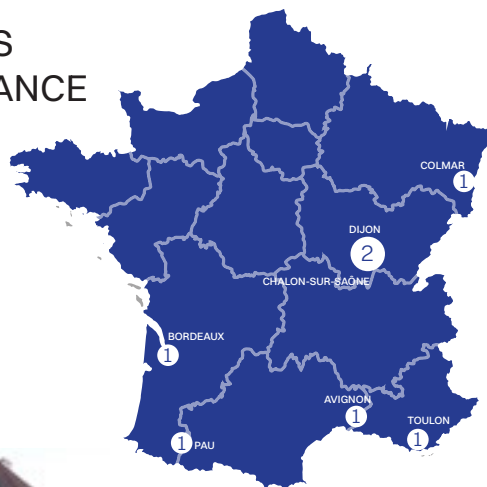 S
ANCE
COLMAR
1
DIJON
2
CHALON-SUR-SAÔNE
BORDEAUX
1
AVIGNON
1
TOULON
1
1 PAU